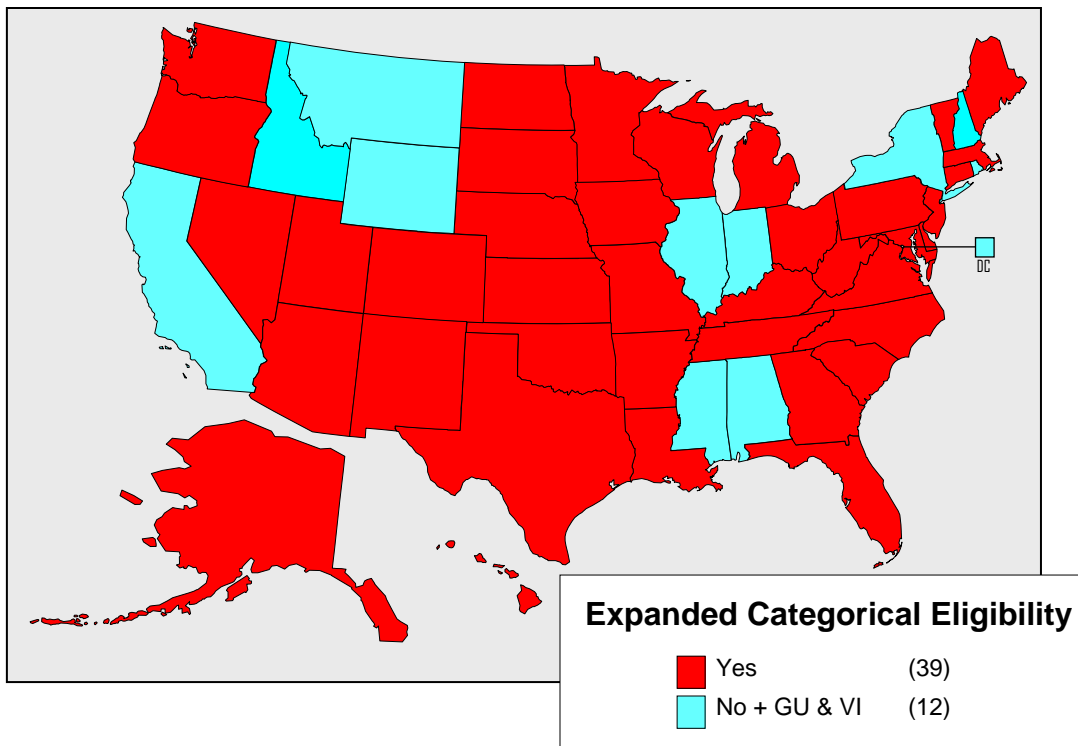 DC
Expanded Categorical Eligibility
Yes (39)
No + GU & VI (12)